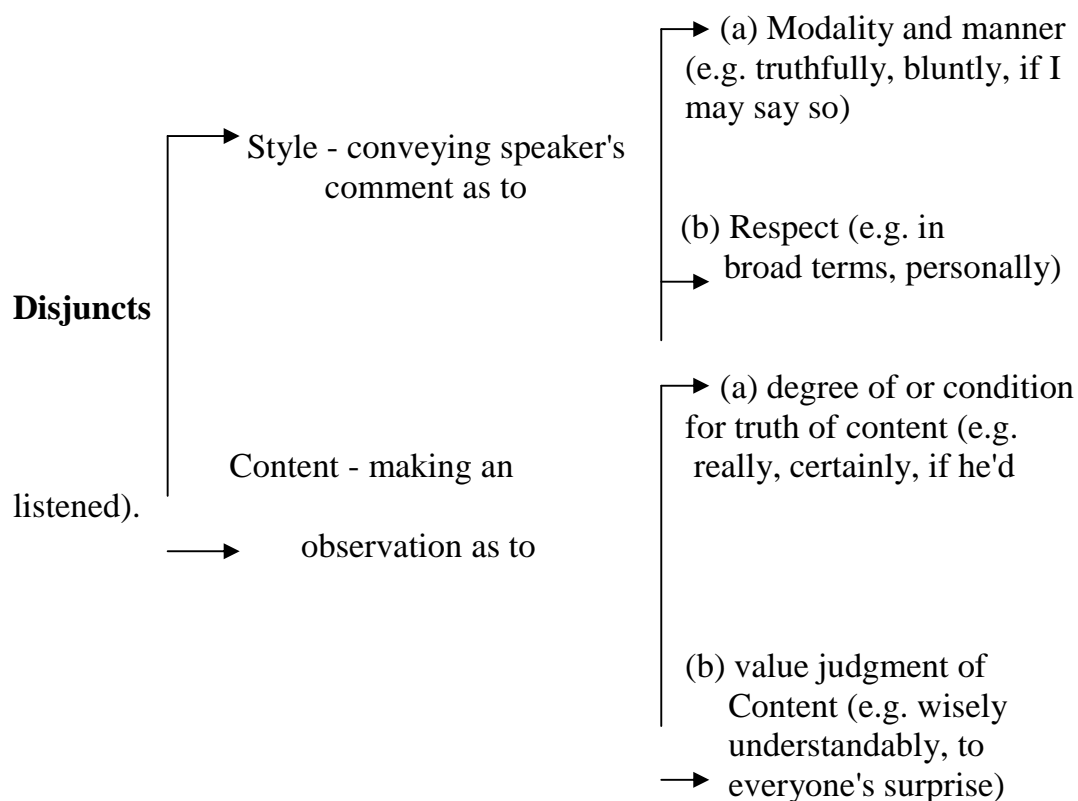 (a) Modality and manner
(e.g. truthfully, bluntly, if I
may say so)
Style - conveying speaker's
comment as to
(b) Respect (e.g. in
broad terms, personally)
Disjuncts
(a) degree of or condition
for truth of content (e.g.
really, certainly, if he'd
Content - making an
listened).
observation as to
(b) value judgment of
Content (e.g. wisely
understandably, to
everyone's surprise)